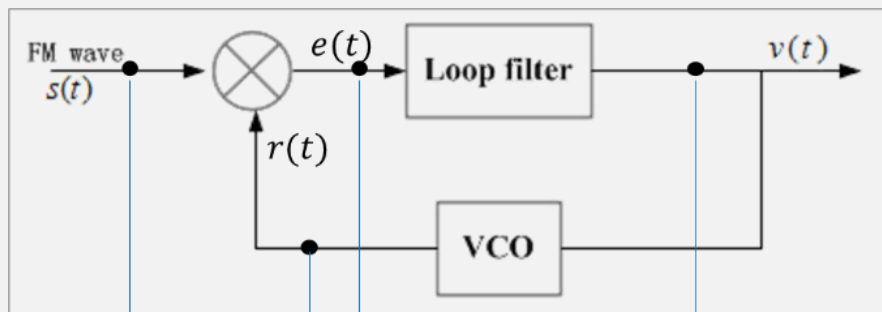 FM wave
s(t)
e(t)
Loop filter
v(t)
r(t)
VCO